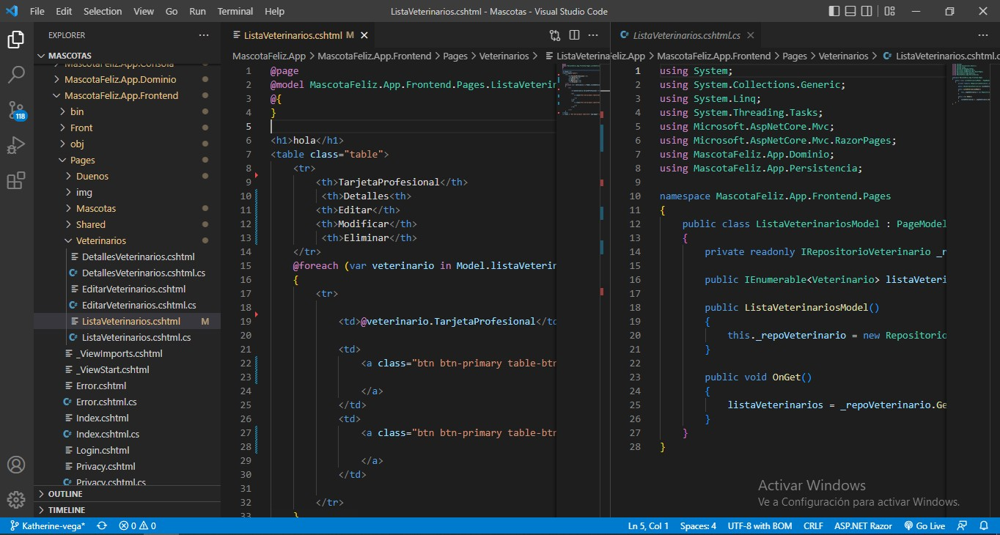 File Edit Selection View Go Run Terminal Help
ListaVeterinarios.cshtml - Mascotas - Visual Studio Code
EXPLORER
MASCOTAS
MascotaFeliz.App.Consola
MascotaFeliz.App.Dominio
MascotaFeliz.App.Frontend
bin
Front
obj
Pages
Duenos
img
Mascotas
Shared
Veterinarios
DetallesVeterinarios.cshtml
DetallesVeterinarios.cshtml.cs
EditarVeterinarios.cshtml
EditarVeterinarios.cshtml.cs
ListaVeterinarios.cshtml M
ListaVeterinarios.cshtml.cs
_ViewImports.cshtml
_ViewStart.cshtml
Error.cshtml
Error.cshtml.cs
Index.cshtml
Index.cshtml.cs
Login.cshtml
Privacy.cshtml
Privacy.cshtml.cs
OUTLINE
TIMELINE
118
ListaVeterinarios.cshtml M
MascotaFeliz.App > MascotaFeliz.App.Frontend > Pages > Veterinarios > ListaVeterina
1 @page
2 @model MascotaFeliz.App.Frontend.Pages.ListaVeterin
3 @{
4 }
5
6 <h1>hola</h1>
7 <table class="table">
8 <tr>
9 <th>TarjetaProfesional</th>
10 <th>Detalles<th>
11 <th>Editar</th>
12 <th>Modificar</th>
13 <th>Eliminar</th>
14 </tr>
15 @foreach (var veterinario in Model.listaVeterin
16 {
17 <tr>
18
19 <td>@veterinario.TarjetaProfesional</td
20
21 <td>
22 <a class="btn btn-primary table-btn
23
24 </a>
25 </td>
26 <td>
27 <a class="btn btn-primary table-btn
28
29 </a>
30 </td>
31
32 </tr>
33 }
ListaVeterinarios.cshtml.cs
eliz.App > MascotaFeliz.App.Frontend > Pages > Veterinarios > ListaVeterinarios.cshtml.c
1 using System;
2 using System.Collections.Generic;
3 using System.Linq;
4 using System.Threading.Tasks;
5 using Microsoft.AspNetCore.Mvc;
6 using Microsoft.AspNetCore.Mvc.RazorPages;
7 using MascotaFeliz.App.Dominio;
8 using MascotaFeliz.App.Persistencia;
9
10 namespace MascotaFeliz.App.Frontend.Pages
11 {
12 public class ListaVeterinariosModel : PageModel
13 {
14 private readonly IRepositorioVeterinario _r
15
16 public IEnumerable<Veterinario> listaVeteri
17
18 public ListaVeterinariosModel()
19 {
20 this._repoVeterinario = new Repositorio
21 }
22
23 public void OnGet()
24 {
25 listaVeterinarios = _repoVeterinario.Ge
26 }
27 }
28 }
Activar Windows
Ve a Configuración para activar Windows.
Katherine-vega* 0 0 Ln 5, Col 1 Spaces: 4 UTF-8 with BOM CRLF ASP.NET Razor Go Live